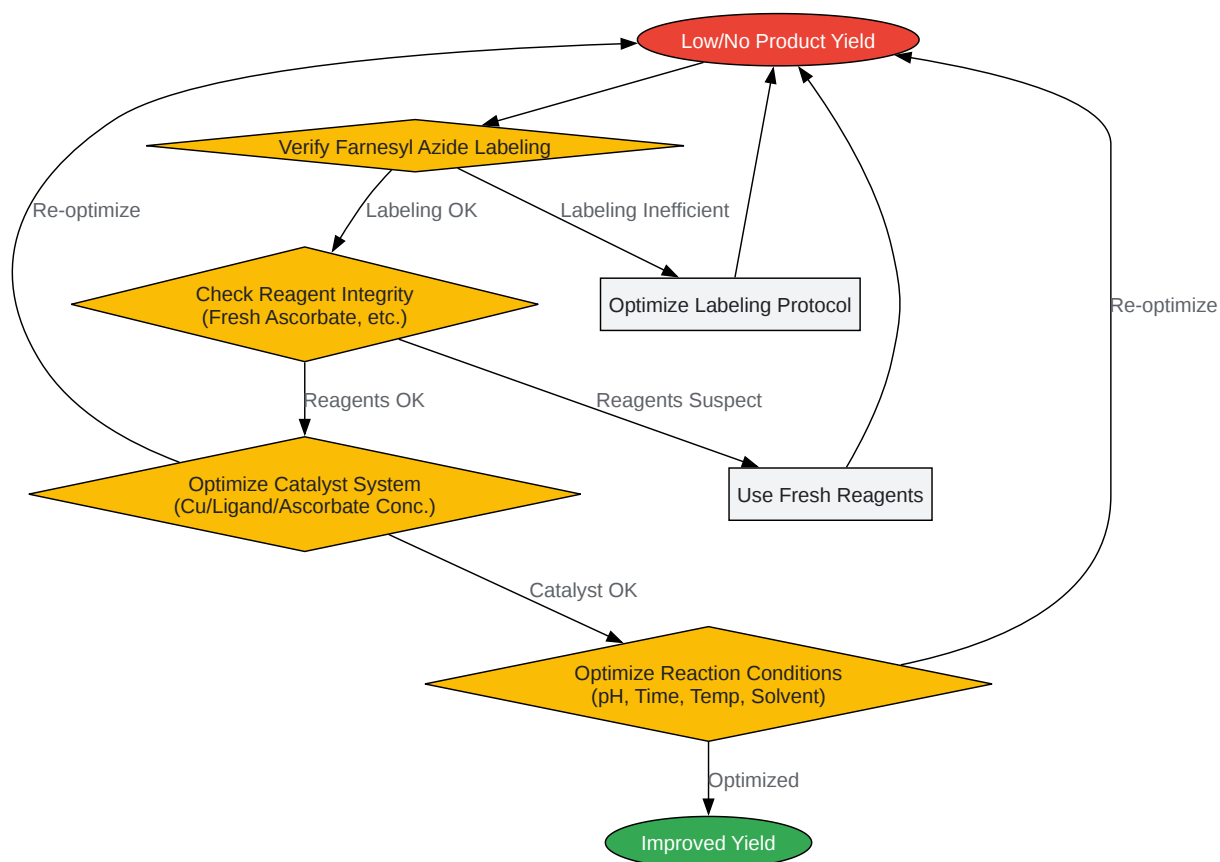 Low/No Product Yield
Verify Farnesyl Azide Labeling
Re-optimize
Labeling OK
Labeling Inefficient
Check Reagent Integrity
(Fresh Ascorbate, etc.)
Optimize Labeling Protocol
Re-optimize
Reagents OK
Reagents Suspect
Optimize Catalyst System
(Cu/Ligand/Ascorbate Conc.)
Use Fresh Reagents
Catalyst OK
Optimize Reaction Conditions
(pH, Time, Temp, Solvent)
Optimized
Improved Yield